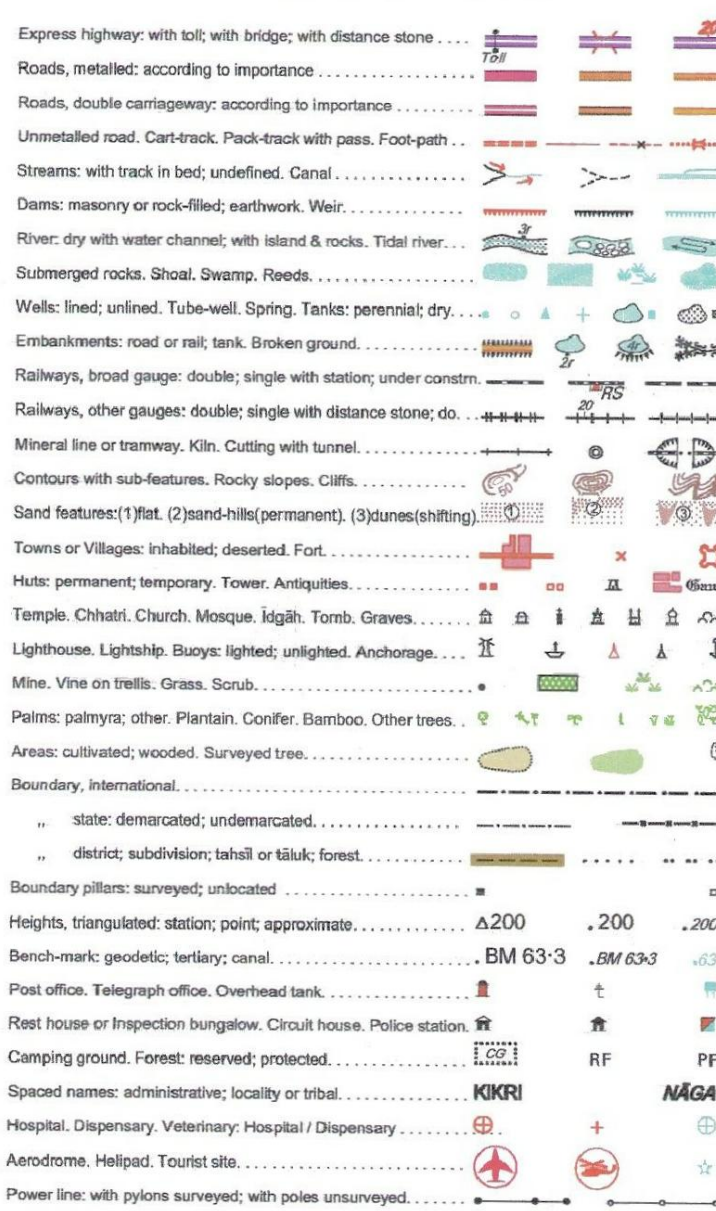 Express highway: with toll; with bridge; with distance stone .... Toll 20
Roads, metalled: according to importance ..................
Roads, double carriageway: according to importance ..........
Unmetalled road. Cart-track. Pack-track with pass. Foot-path ..
Streams: with track in bed; undefined. Canal................
Dams: masonry or rock-filled; earthwork. Weir................
River: dry with water channel; with island & rocks. Tidal river... 3r
Submerged rocks. Shoal. Swamp. Reeds....................
Wells: lined; unlined. Tube-well. Spring. Tanks: perennial; dry....
Embankments: road or rail; tank. Broken ground.............. 2r 4r
Railways, broad gauge: double; single with station; under constrn. RS
Railways, other gauges: double; single with distance stone; do... 20
Mineral line or tramway. Kiln. Cutting with tunnel..............
Contours with sub-features. Rocky slopes. Cliffs............... 50
Sand features:(1)flat. (2)sand-hills(permanent). (3)dunes(shifting). 1 2 3
Towns or Villages: inhabited; deserted. Fort..................
Huts: permanent; temporary. Tower. Antiquities............... Gau
Temple. Chhatri. Church. Mosque. Īdgāh. Tomb. Graves.......
Lighthouse. Lightship. Buoys: lighted; unlighted. Anchorage....
Mine. Vine on trellis. Grass. Scrub..........................
Palms: palmyra; other. Plantain. Conifer. Bamboo. Other trees..
Areas: cultivated; wooded. Surveyed tree....................
Boundary, international....................................
,, state: demarcated; undemarcated..................
,, district; subdivision; tahsīl or tāluk; forest.............
Boundary pillars: surveyed; unlocated ......................
Heights, triangulated: station; point; approximate............. 200 .200 .200
Bench-mark: geodetic; tertiary; canal........................ . BM 63·3 .BM 63·3 .63
Post office. Telegraph office. Overhead tank..................
Rest house or Inspection bungalow. Circuit house. Police station.
Camping ground. Forest: reserved; protected................. CG RF PF
Spaced names: administrative; locality or tribal............... KIKRI NĀGA
Hospital. Dispensary. Veterinary: Hospital / Dispensary ..........
Aerodrome. Helipad. Tourist site............................
Power line: with pylons surveyed; with poles unsurveyed.......